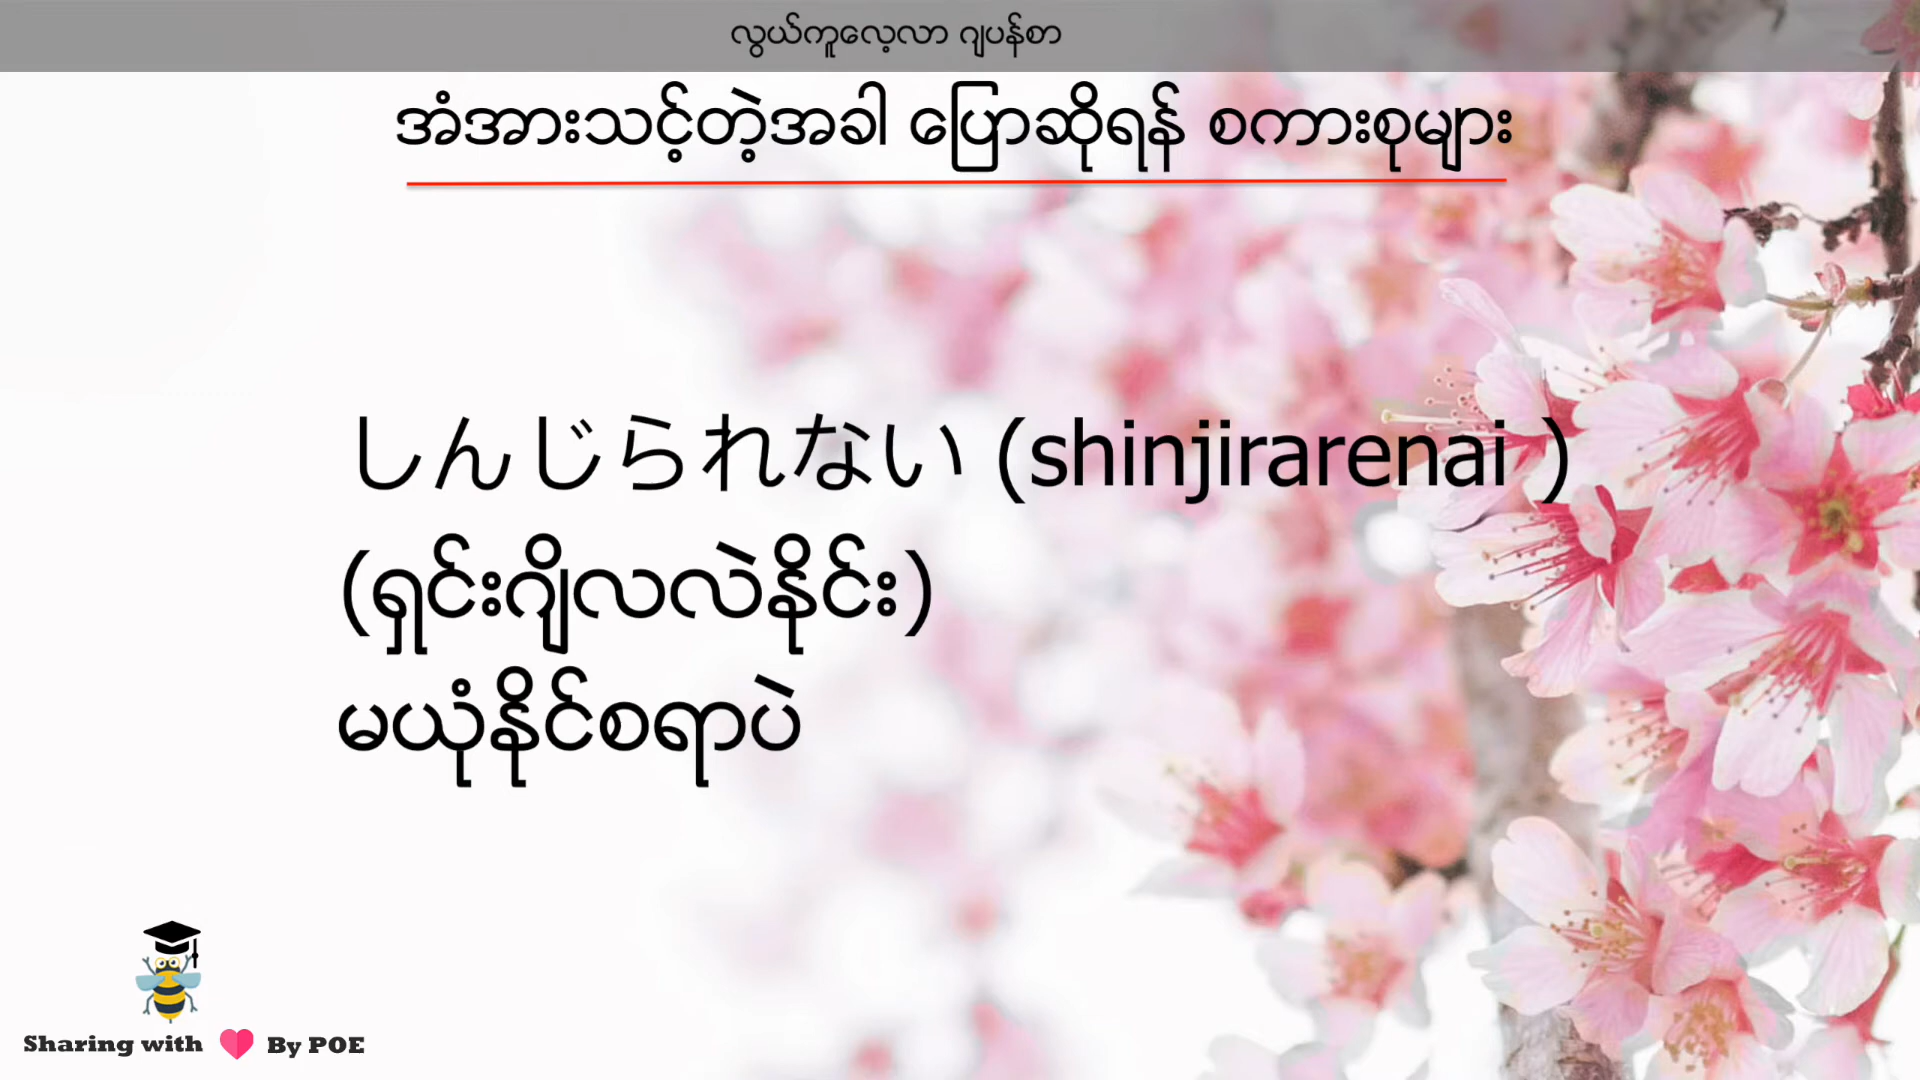 လွယ်ကူလေ့လာ ဂျပန်စာ
အံအားသင့်တဲ့အခါ ပြောဆိုရန် စကားစုများ
しんじられない (shinjirarenai )
(ရှင်းဂျိလလဲနိုင်း)
မယုံနိုင်စရာပဲ
Sharing with By POE